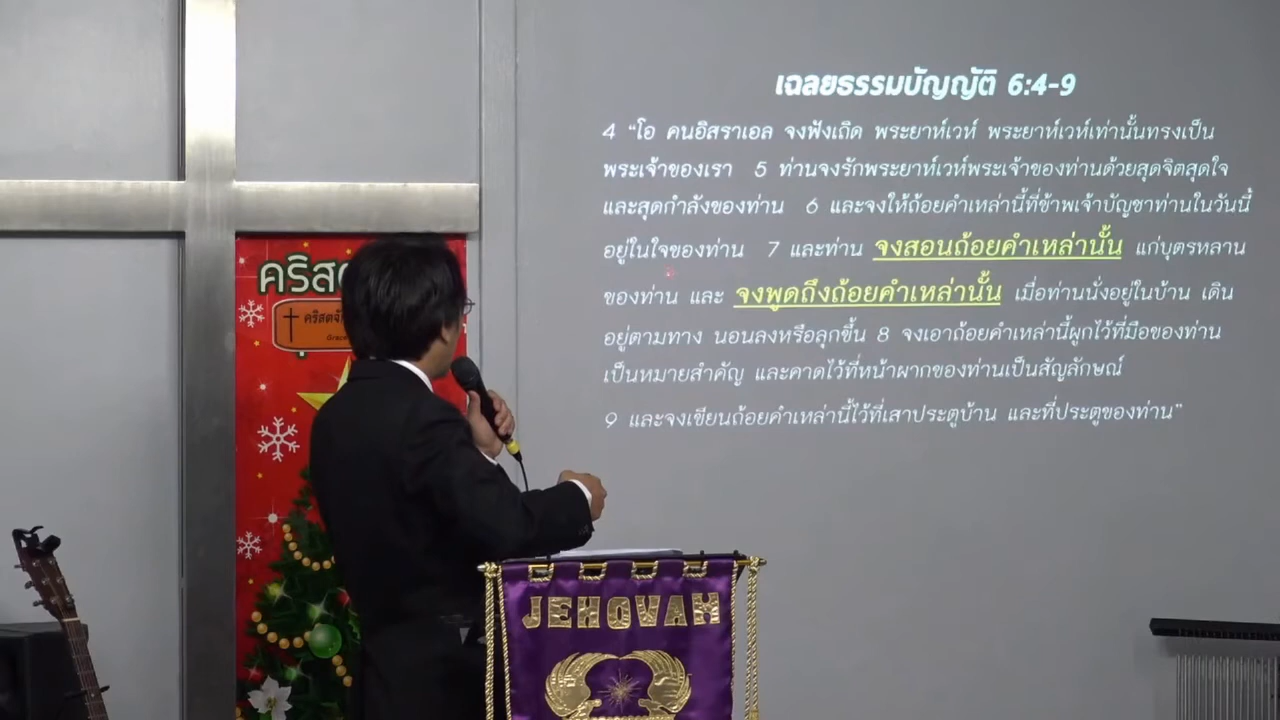 เฉลยธรรมบัญญัติ 6:4-9
4 “โอ คนอิสราเอล จงฟังเถิด พระยาห์เวห์ พระยาห์เวห์เท่านั้นทรงเป็น
พระเจ้าของเรา 5 ท่านจงรักพระยาห์เวห์พระเจ้าของท่านด้วยสุดจิตสุดใจ
และสุดกำลังของท่าน 6 และจงให้ถ้อยคำเหล่านี้ที่ข้าพเจ้าบัญชาท่านในวันนี้
อยู่ในใจของท่าน 7 และท่าน จงสอนถ้อยคำเหล่านั้น แก่บุตรหลาน
ของท่าน และ จงพูดถึงถ้อยคำเหล่านั้น เมื่อท่านนั่งอยู่ในบ้าน เดิน
อยู่ตามทาง นอนลงหรือลุกขึ้น 8 จงเอาถ้อยคำเหล่านี้ผูกไว้ที่มือของท่าน
เป็นหมายสำคัญ และคาดไว้ที่หน้าผากของท่านเป็นสัญลักษณ์
9 และจงเขียนถ้อยคำเหล่านี้ไว้ที่เสาประตูบ้าน และที่ประตูของท่าน”
คริสต
คริสตจั
JEHOVAH